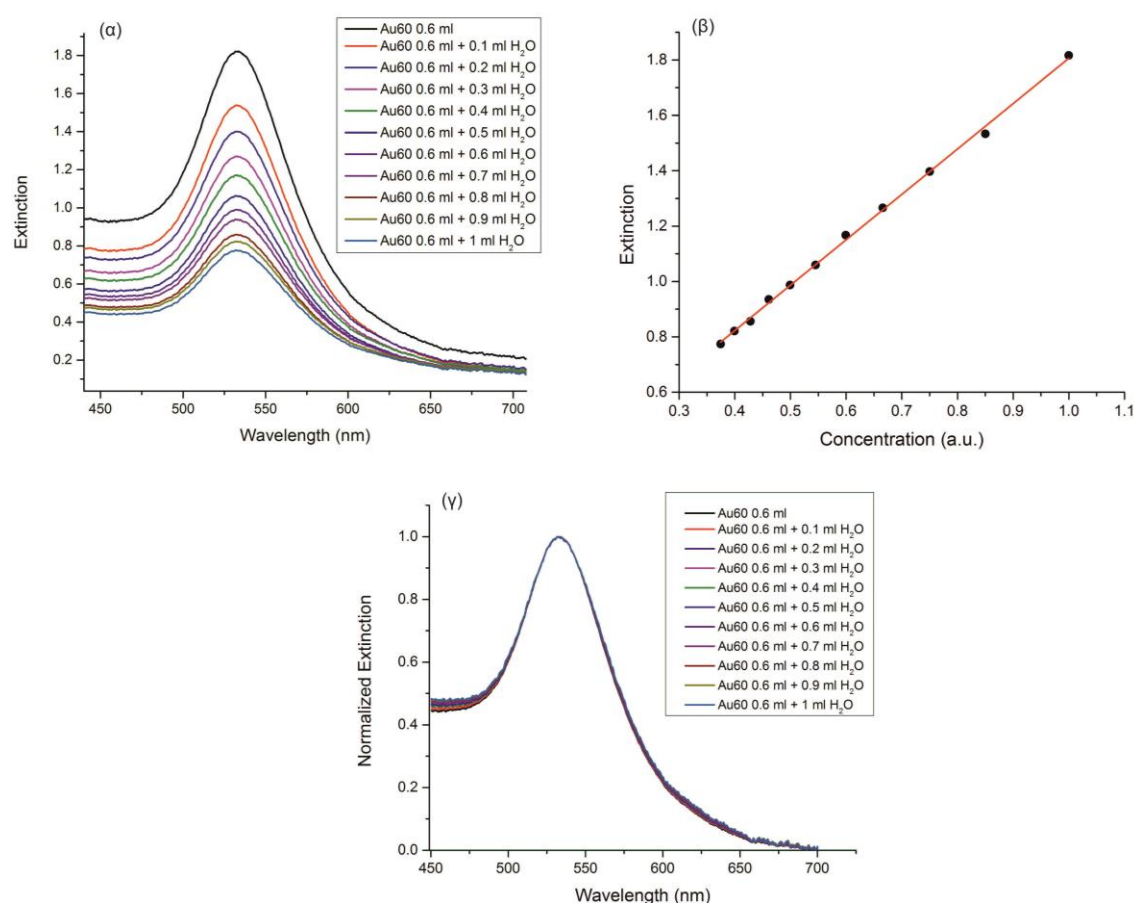 (α)
Au60 0.6 ml
Au60 0.6 ml + 0.1 ml H₂O
Au60 0.6 ml + 0.2 ml H₂O
Au60 0.6 ml + 0.3 ml H₂O
Au60 0.6 ml + 0.4 ml H₂O
Au60 0.6 ml + 0.5 ml H₂O
Au60 0.6 ml + 0.6 ml H₂O
Au60 0.6 ml + 0.7 ml H₂O
Au60 0.6 ml + 0.8 ml H₂O
Au60 0.6 ml + 0.9 ml H₂O
Au60 0.6 ml + 1 ml H₂O
1.8
1.6
1.4
1.2
1.0
0.8
0.6
0.4
0.2
Extinction
450 500 550 600 650 700
Wavelength (nm)
(β)
1.8
1.6
1.4
1.2
1.0
0.8
0.6
Extinction
0.3 0.4 0.5 0.6 0.7 0.8 0.9 1.0 1.1
Concentration (a.u.)
(γ)
Au60 0.6 ml
Au60 0.6 ml + 0.1 ml H₂O
Au60 0.6 ml + 0.2 ml H₂O
Au60 0.6 ml + 0.3 ml H₂O
Au60 0.6 ml + 0.4 ml H₂O
Au60 0.6 ml + 0.5 ml H₂O
Au60 0.6 ml + 0.6 ml H₂O
Au60 0.6 ml + 0.7 ml H₂O
Au60 0.6 ml + 0.8 ml H₂O
Au60 0.6 ml + 0.9 ml H₂O
Au60 0.6 ml + 1 ml H₂O
1.0
0.8
0.6
0.4
0.2
0.0
Normalized Extinction
450 500 550 600 650 700
Wavelength (nm)